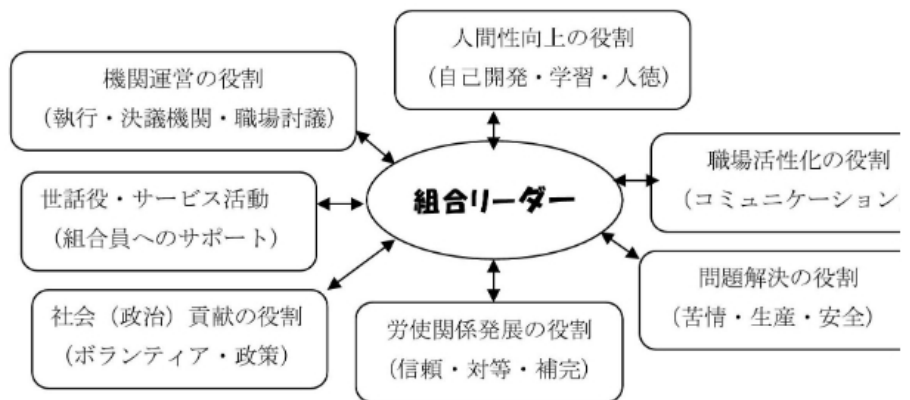 人間性向上の役割
(自己開発・学習・人徳)
機関運営の役割
(執行・決議機関・職場討議)
職場活性化の役割
(コミュニケーション
世話役・サービス活動
(組合員へのサポート)
組合リーダー
問題解決の役割
(苦情・生産・安全)
社会（政治）貢献の役割
(ボランティア・政策)
労使関係発展の役割
(信頼・対等・補完)